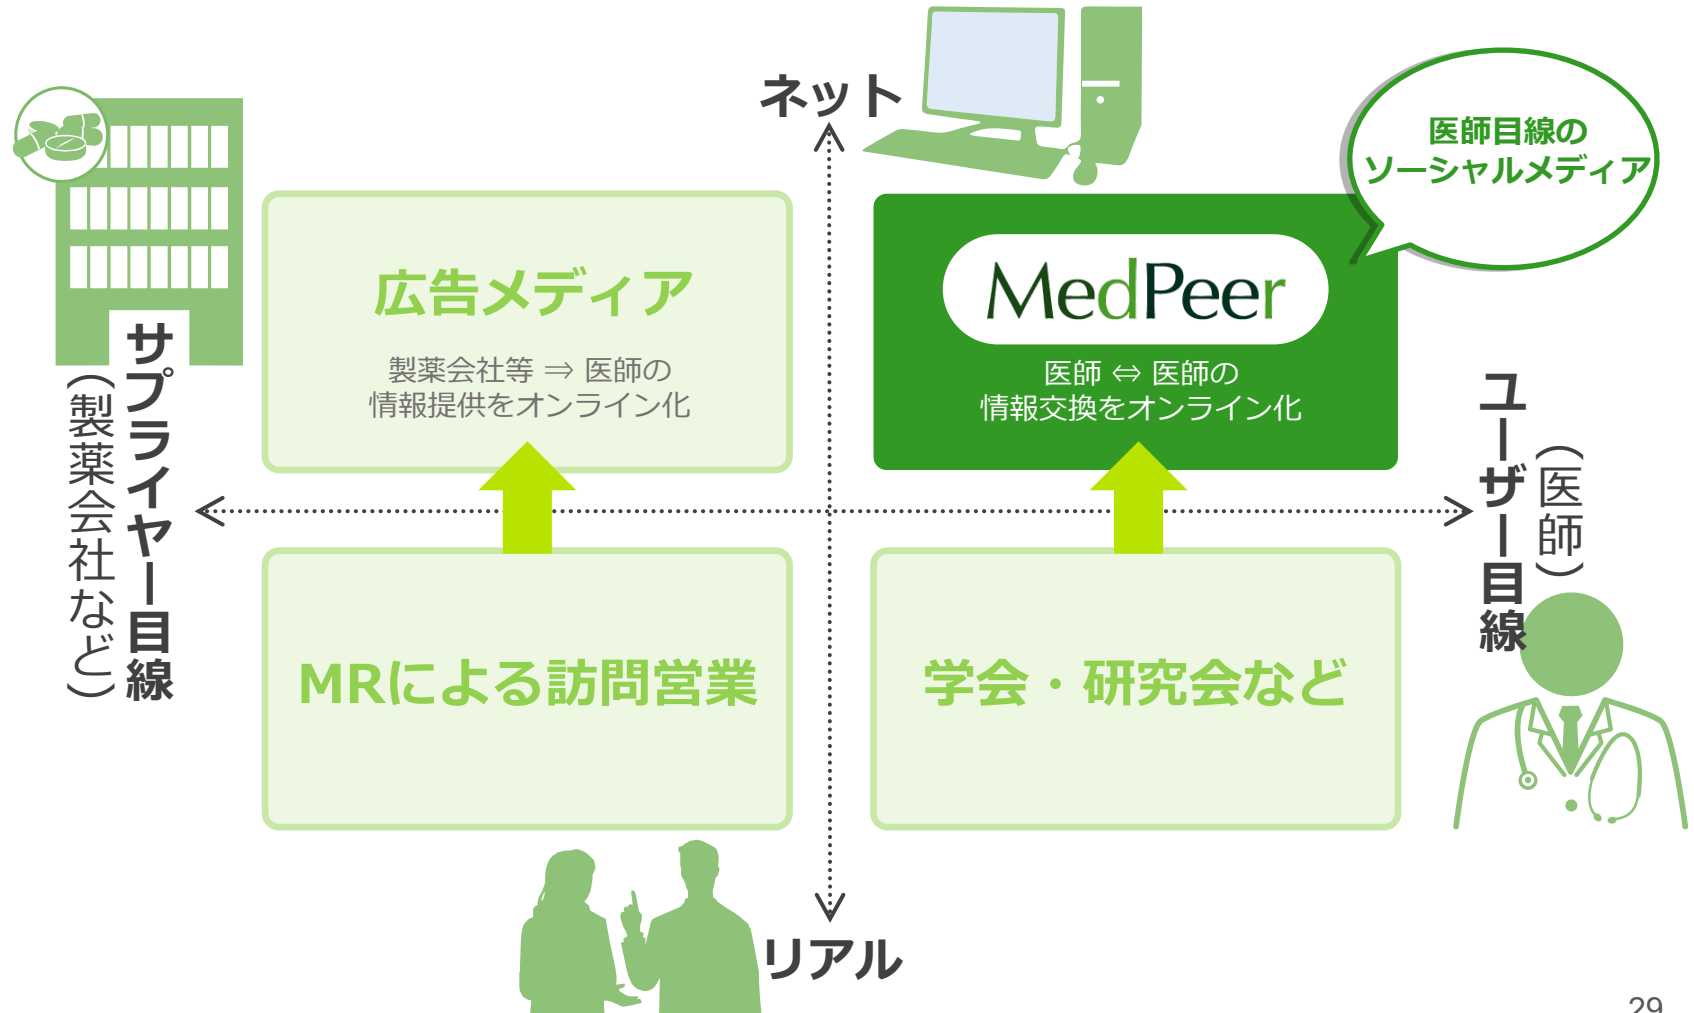 ネット
医師目線の
ソーシャルメディア
広告メディア
製薬会社等 ⇒ 医師の
情報提供をオンライン化
MedPeer
医師 ⇔ 医師の
情報交換をオンライン化
サプライヤー目線
（製薬会社など）
ユーザー目線
（医師）
MRによる訪問営業
学会・研究会など
リアル
29